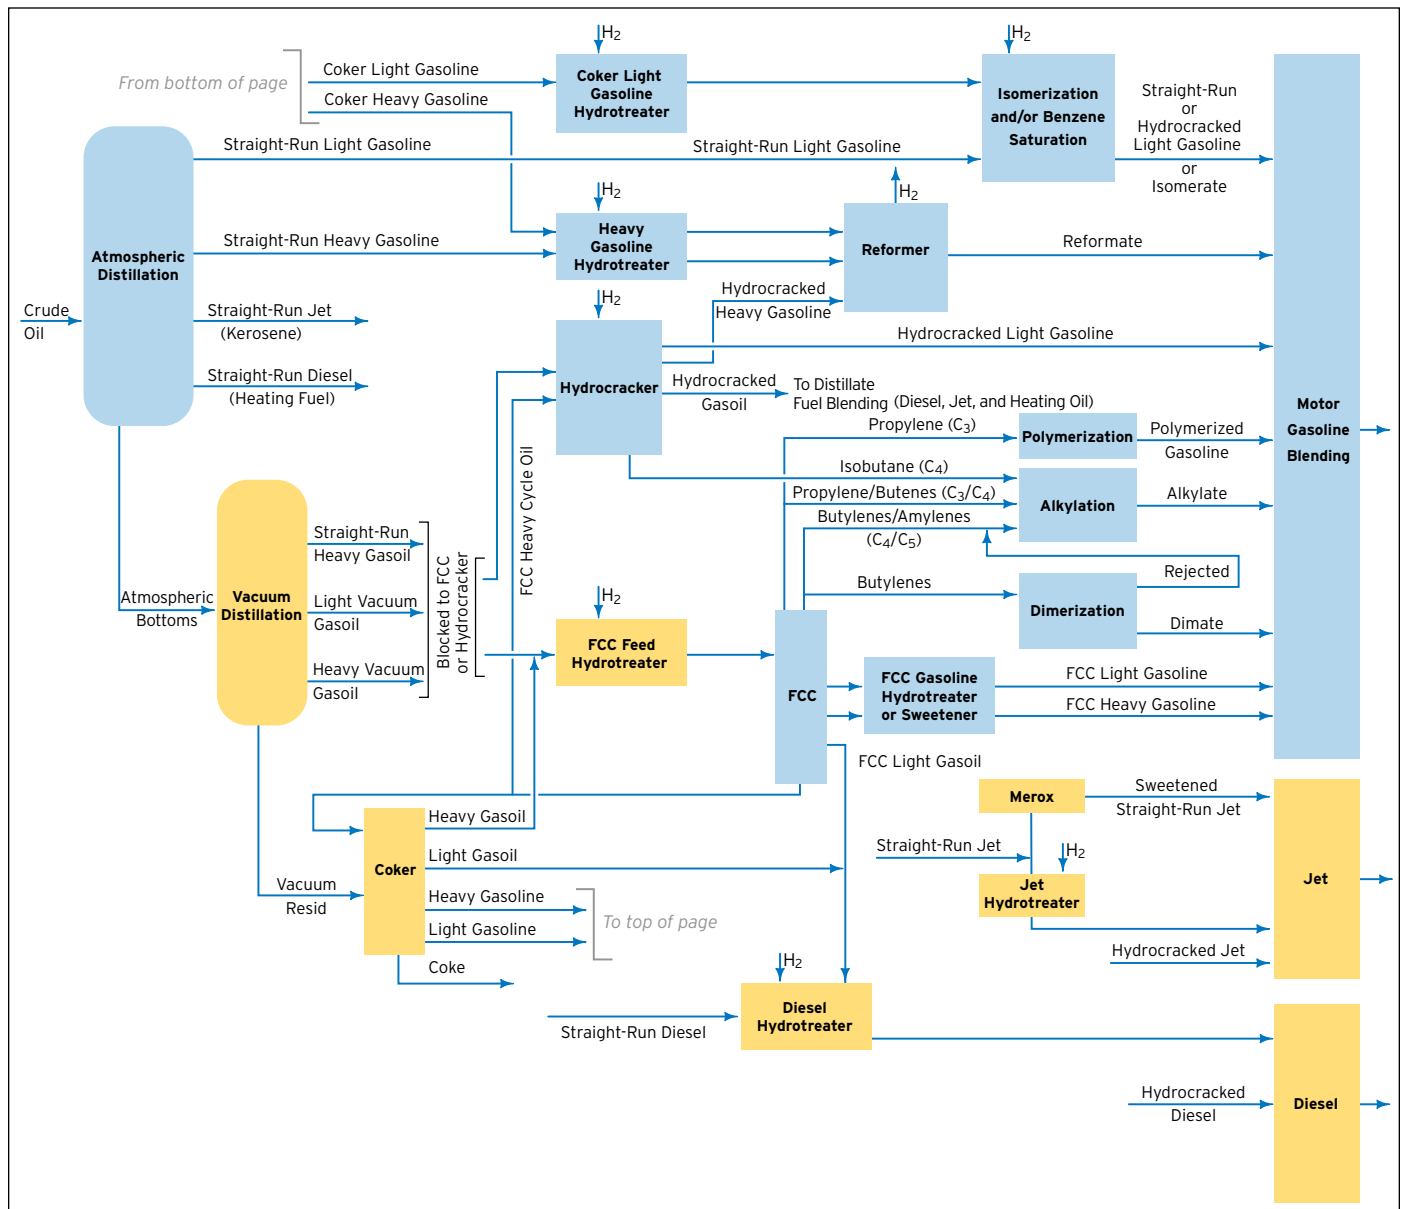 H2
H2
From bottom of page
Coker Light Gasoline
Coker Heavy Gasoline
Coker Light
Gasoline
Hydrotreater
Isomerization
and/or Benzene
Saturation
Straight-Run
or
Hydrocracked
Light Gasoline
or
Isomerate
Straight-Run Light Gasoline
Straight-Run Light Gasoline
H2
H2
Heavy
Gasoline
Hydrotreater
Reformer
Reformate
Straight-Run Heavy Gasoline
Atmospheric
Distillation
Crude
Oil
Straight-Run Jet
(Kerosene)
Straight-Run Diesel
(Heating Fuel)
H2
Hydrocracked
Heavy Gasoline
Hydrocracked Light Gasoline
Hydrocracker
Hydrocracked
Gasoil
To Distillate
Fuel Blending (Diesel, Jet, and Heating Oil)
Motor
Gasoline
Blending
Propylene (C3)
Polymerization
Polymerized
Gasoline
Isobutane (C4)
Propylene/Butenes (C3/C4)
Alkylation
Alkylate
Butylenes/Amylenes
(C4/C5)
Rejected
Butylenes
Dimerization
Dimate
FCC Heavy Cycle Oil
Straight-Run
Heavy Gasoil
Light Vacuum
Gasoil
Heavy Vacuum
Gasoil
Blocked to FCC
or Hydrocracker
Atmospheric
Bottoms
Vacuum
Distillation
H2
FCC Feed
Hydrotreater
FCC
FCC Gasoline
Hydrotreater
or Sweetener
FCC Light Gasoline
FCC Heavy Gasoline
FCC Light Gasoil
Merox
Sweetened
Straight-Run Jet
Straight-Run Jet
H2
Jet
Hydrotreater
Jet
Hydrocracked Jet
Coker
Heavy Gasoil
Light Gasoil
Heavy Gasoline
Light Gasoline
To top of page
Vacuum
Resid
Coke
H2
Diesel
Hydrotreater
Straight-Run Diesel
Hydrocracked
Diesel
Diesel